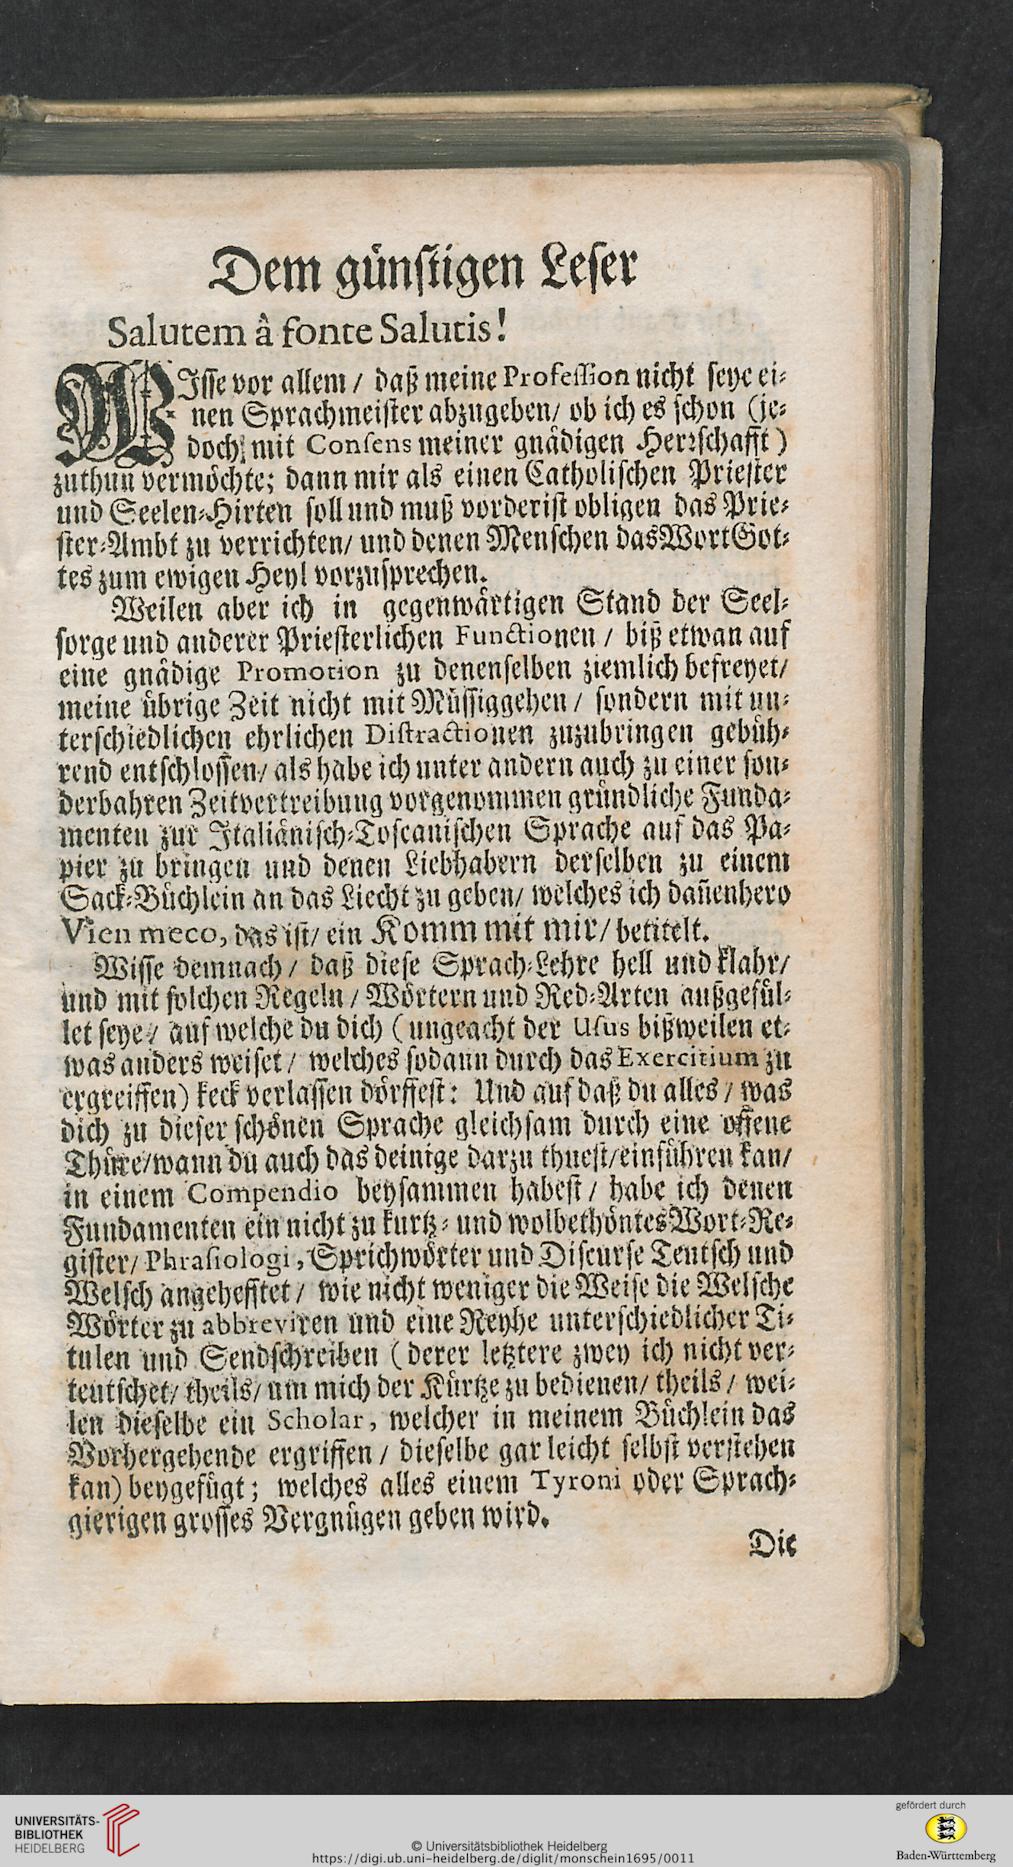 Dem günstigen Leser
Salutem â fonte Salutis!
WIsse vor allem / daß meine Profession nicht seye ei-
nen Sprachmeister abzugeben / ob ich es schon (je-
doch mit Consens meiner gnädigen Herrschafft)
zuthun vermöchte; dann mir als einen Catholischen Priester
und Seelen-Hirten soll und muß vorderist obligen das Prie-
ster-Ambt zu verrichten / und denen Menschen das Wort Got-
tes zum ewigen Heyl vorzusprechen.
Weilen aber ich in gegenwärtigen Stand der Seel-
sorge und anderer Priesterlichen Functionen / biß etwan auf
eine gnädige Promotion zu denenselben ziemlich befreyet /
meine übrige Zeit nicht mit Müssiggehen / sondern mit un-
terschiedlichen ehrlichen Distractionen zuzubringen gebüh-
rend entschlossen / als habe ich unter andern auch zu einer son-
derbahren Zeitvertreibung vorgenommen gründliche Funda-
menten zur Italiänisch-Toscanischen Sprache auf das Pa-
pier zu bringen und denen Liebhabern derselben zu einem
Sack-Büchlein an das Liecht zu geben / welches ich dañenhero
Vien meco, das ist / ein Komm mit mir / betitelt.
Wisse demnach / daß diese Sprach-Lehre hell und klahr /
und mit solchen Regeln / Wörtern und Red-Arten außgefül-
let seye / auf welche du dich (ungeacht der Usus bißweilen et-
was anders weiset / welches sodann durch das Exercitium zu
ergreiffen) keck verlassen dörffest: Und auf daß du alles / was
dich zu dieser schönen Sprache gleichsam durch eine offene
Thüre / wann du auch das deinige darzu thuest / einführen kan /
in einem Compendio beysammen habest / habe ich denen
Fundamenten ein nicht zu kurtz- und wolbethöntes Wort-Re-
gister / Phrasiologi, Sprichwörter und Discurse Teutsch und
Welsch angehefftet / wie nicht weniger die Weise die Welsche
Wörter zu abbreviren und eine Reyhe unterschiedlicher Ti-
tulen und Sendschreiben (derer letztere zwey ich nicht ver-
teutschet / theils / um mich der Kürtze zu bedienen / theils / wei-
len dieselbe ein Scholar, welcher in meinem Büchlein das
Vorhergehende ergriffen / dieselbe gar leicht selbst verstehen
kan) beygefügt; welches alles einem Tyroni oder Sprach-
gierigen grosses Vergnügen geben wird.
Die
UNIVERSITÄTS-
BIBLIOTHEK
HEIDELBERG
© Universitätsbibliothek Heidelberg
https://digi.ub.uni-heidelberg.de/diglit/monschein1695/0011
gefördert durch
Baden-Württemberg